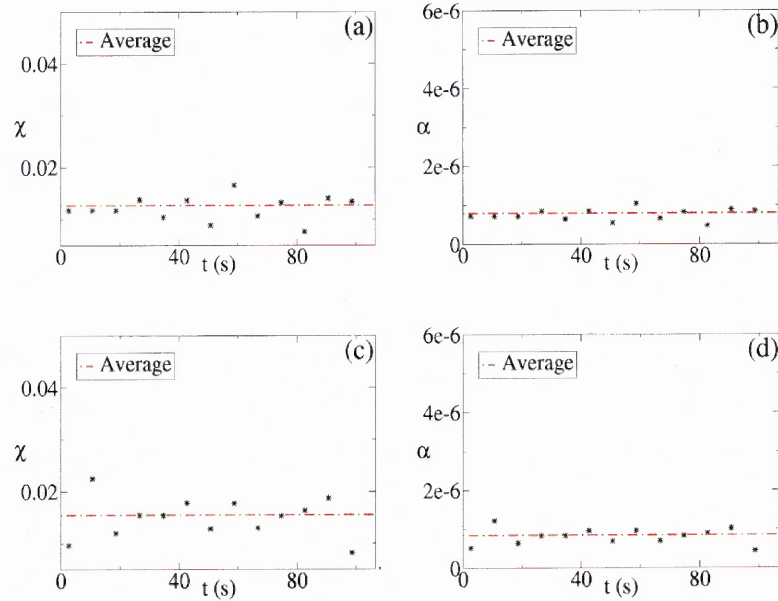 (a)
Average
0.04
χ
0.02
0
40
80
t (s)
(b)
6e-6
Average
4e-6
α
2e-6
0
0
40
80
t (s)
(c)
Average
0.04
χ
0.02
0
40
80
t (s)
(d)
6e-6
Average
4e-6
α
2e-6
0
0
40
80
t (s)